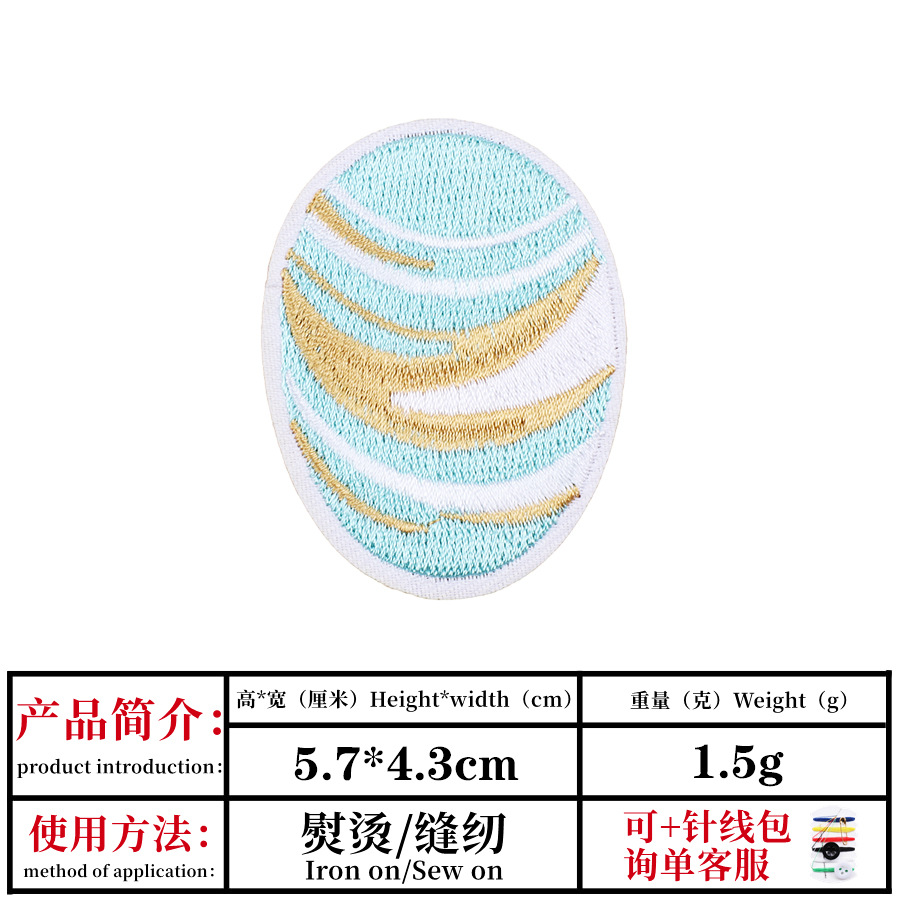 产品简介：
product introduction：
高*宽（厘米）Height*width（cm）
重量（克）Weight（g）
5.7*4.3cm
1.5g
使用方法：
method of application：
熨烫/缝纫
Iron on/Sew on
可+针线包
询单客服